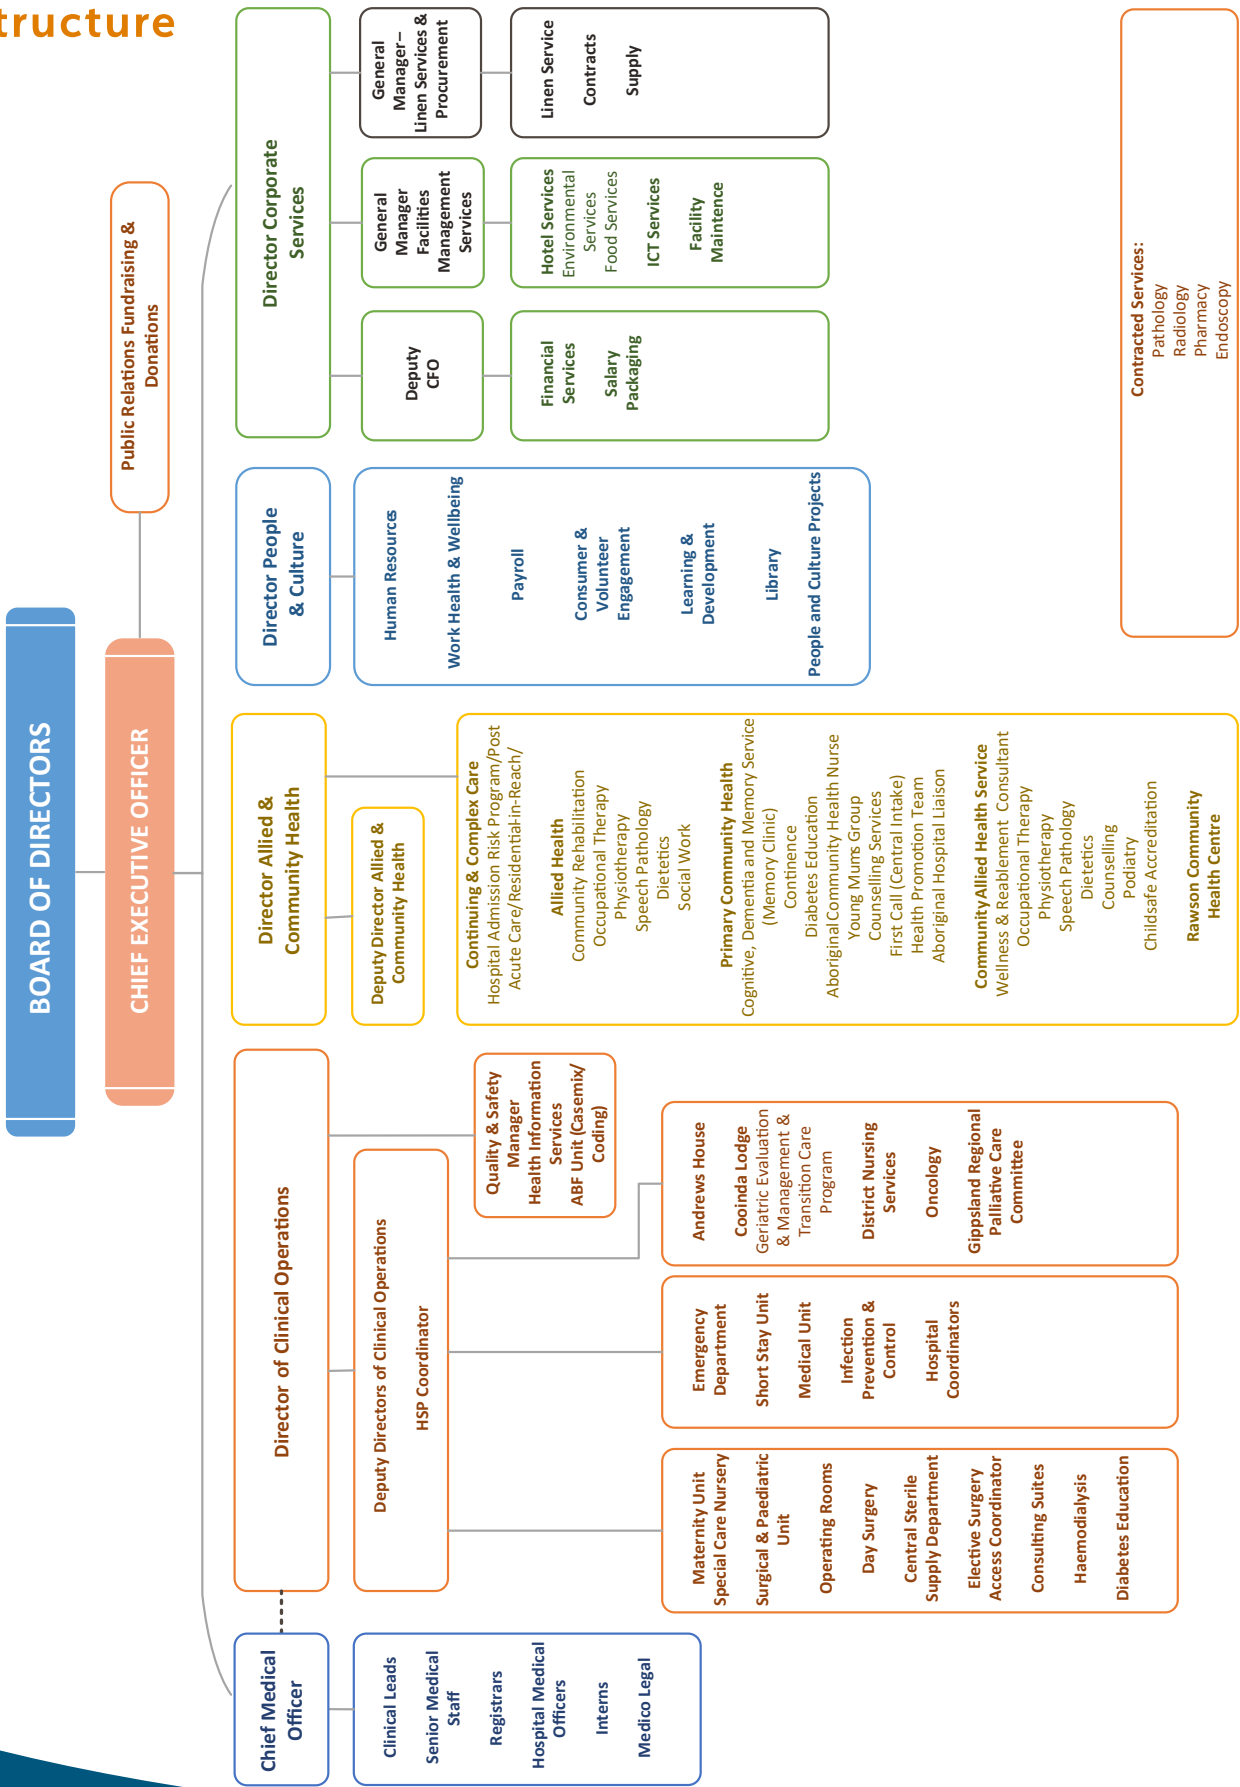 tructure
BOARD OF DIRECTORS
CHIEF EXECUTIVE OFFICER
Public Relations Fundraising &
Donations
Chief Medical
Officer
Clinical Leads
Senior Medical
Staff
Registrars
Hospital Medical
Officers
Interns
Medico Legal
Director of Clinical Operations
Deputy Directors of Clinical Operations
HSP Coordinator
Quality & Safety
Manager
Health Information
Services
ABF Unit (Casemix/
Coding)
Maternity Unit
Special Care Nursery
Surgical & Paediatric
Unit
Operating Rooms
Day Surgery
Central Sterile
Supply Department
Elective Surgery
Access Coordinator
Consulting Suites
Haemodialysis
Diabetes Education
Emergency
Department
Short Stay Unit
Medical Unit
Infection
Prevention &
Control
Hospital
Coordinators
Andrews House
Cooinda Lodge
Geriatric Evaluation
& Management &
Transition Care
Program
District Nursing
Services
Oncology
Gippsland Regional
Palliative Care
Committee
Director Allied &
Community Health
Deputy Director Allied &
Community Health
Continuing & Complex Care
Hospital Admission Risk Program/Post
Acute Care/Residential-in-Reach/
Allied Health
Community Rehabilitation
Occupational Therapy
Physiotherapy
Speech Pathology
Dietetics
Social Work
Primary Community Health
Cognitive, Dementia and Memory Service
(Memory Clinic)
Continence
Diabetes Education
Aboriginal Community Health Nurse
Young Mums Group
Counselling Services
First Call (Central Intake)
Health Promotion Team
Aboriginal Hospital Liaison
Community Allied Health Service
Wellness & Reablement Consultant
Occupational Therapy
Physiotherapy
Speech Pathology
Dietetics
Counselling
Podiatry
Childsafe Accreditation
Rawson Community
Health Centre
Director People
& Culture
Human Resources
Work Health & Wellbeing
Payroll
Consumer &
Volunteer
Engagement
Learning &
Development
Library
People and Culture Projects
Director Corporate
Services
Deputy
CFO
Financial
Services
Salary
Packaging
General
Manager
Facilities
Management
Services
Hotel Services
Environmental
Services
Food Services
ICT Services
Facility
Maintence
General
Manager–
Linen Services &
Procurement
Linen Service
Contracts
Supply
Contracted Services:
Pathology
Radiology
Pharmacy
Endoscopy